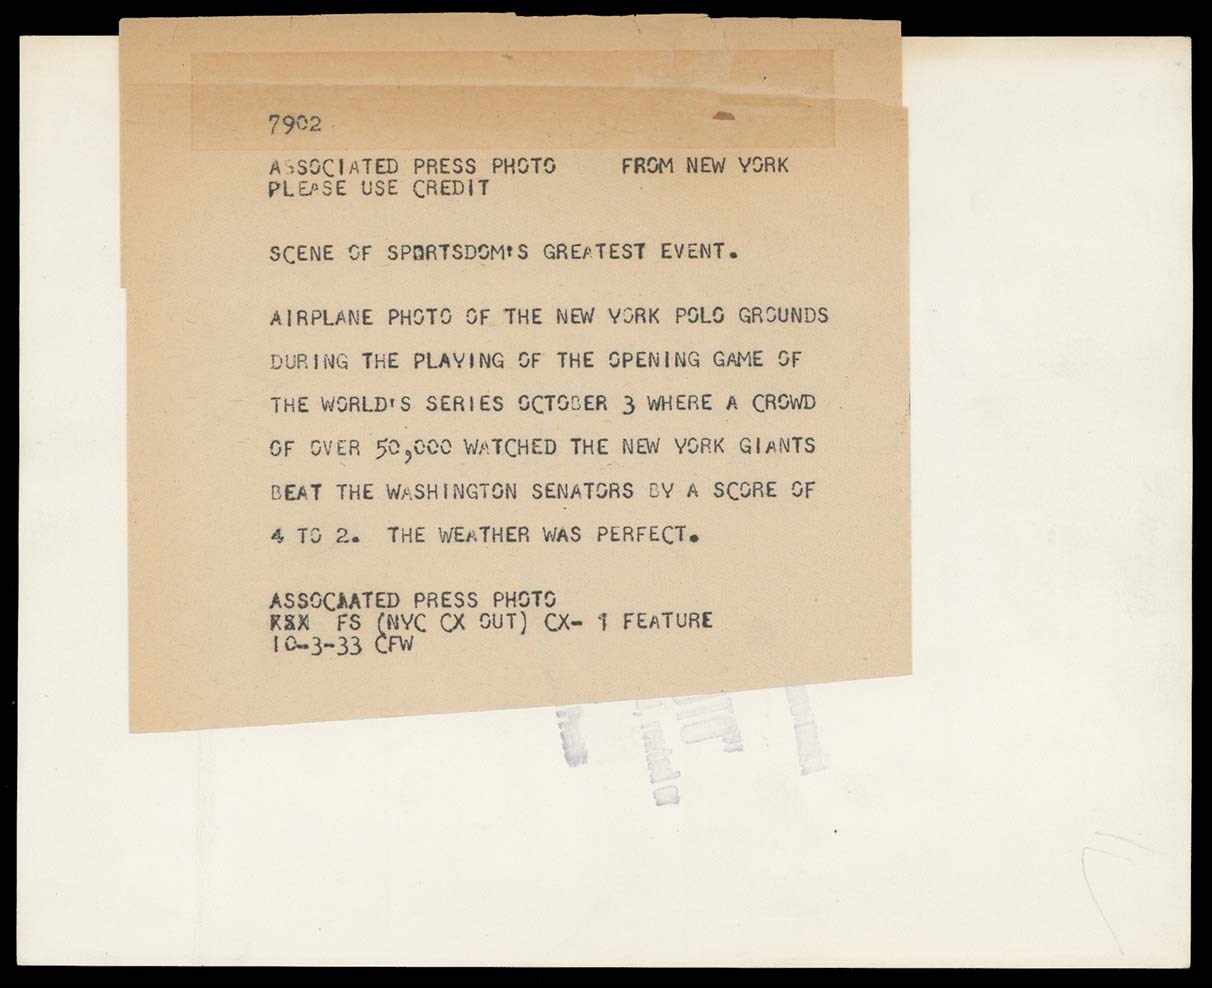 7902
ASSOCIATED PRESS PHOTO FROM NEW YORK
PLEASE USE CREDIT
SCENE OF SPORTSDOM'S GREATEST EVENT.
AIRPLANE PHOTO OF THE NEW YORK POLO GROUNDS
DURING THE PLAYING OF THE OPENING GAME OF
THE WORLD'S SERIES OCTOBER 3 WHERE A CROWD
OF OVER 50,000 WATCHED THE NEW YORK GIANTS
BEAT THE WASHINGTON SENATORS BY A SCORE OF
4 TO 2. THE WEATHER WAS PERFECT.
ASSOCAATED PRESS PHOTO
FS (NYC CX OUT) CX- 1 FEATURE
10-3-33 CFW